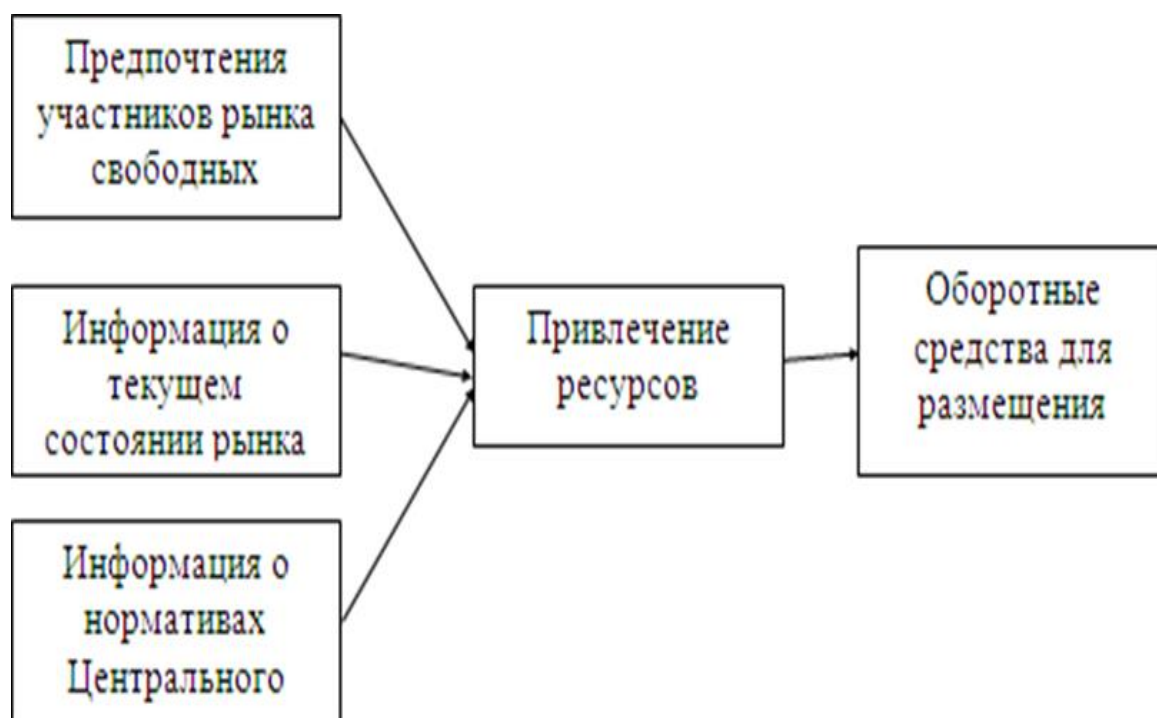 Предпочтения
участников рынка
свободных
Информация о
текущем
состоянии рынка
Информация о
нормативах
Центрального
Привлечение
ресурсов
Оборотные
средства для
размещения